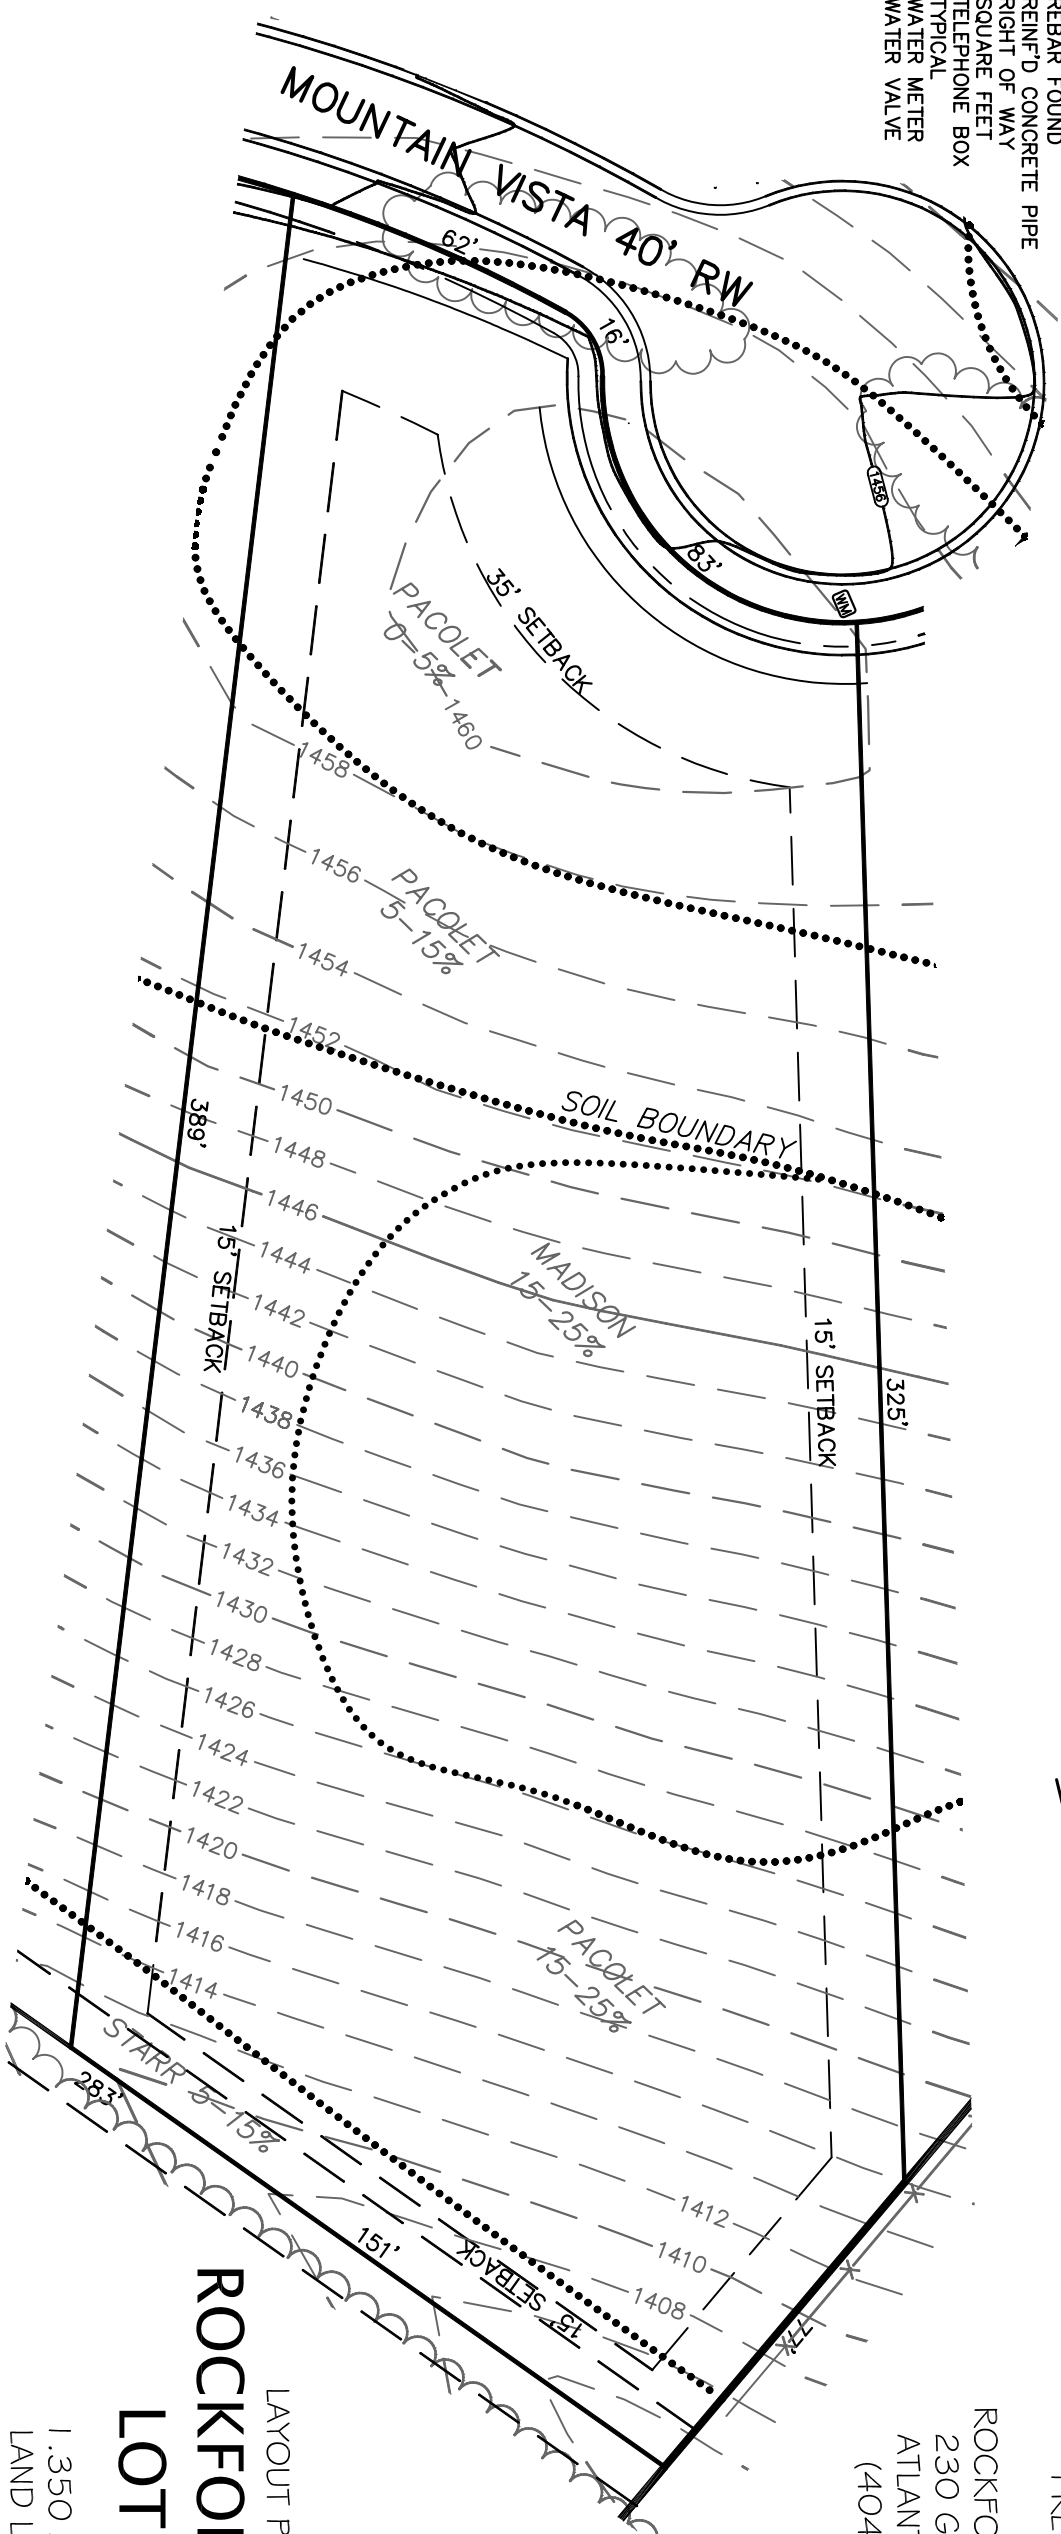 REBAR FOUND
REINF'D CONCRETE PIPE
RIGHT OF WAY
SQUARE FEET
TELEPHONE BOX
TYPICAL
WATER METER
WATER VALVE
MOUNTAIN VISTA 40' RW
62'
16'
83'
1456
WM
35' SETBACK
PACOLET
0-5%
1460
1458
1456
PACOLET
5-15%
1454
1452
SOIL BOUNDARY
1450
389'
1448
1446
1444
15' SETBACK
MADISON
15-25%
15' SETBACK
325'
1442
1440
1438
1436
1434
1432
1430
1428
1426
1424
1422
1420
1418
1416
1414
PACOLET
15-25%
STARR 5-15%
283'
1412
1410
1408
151'
15' SETBACK
77'
LAYOUT P
ROCKFO
LOT
1.350
LAND L
ROCKFO
230 G
ATLAN
(404